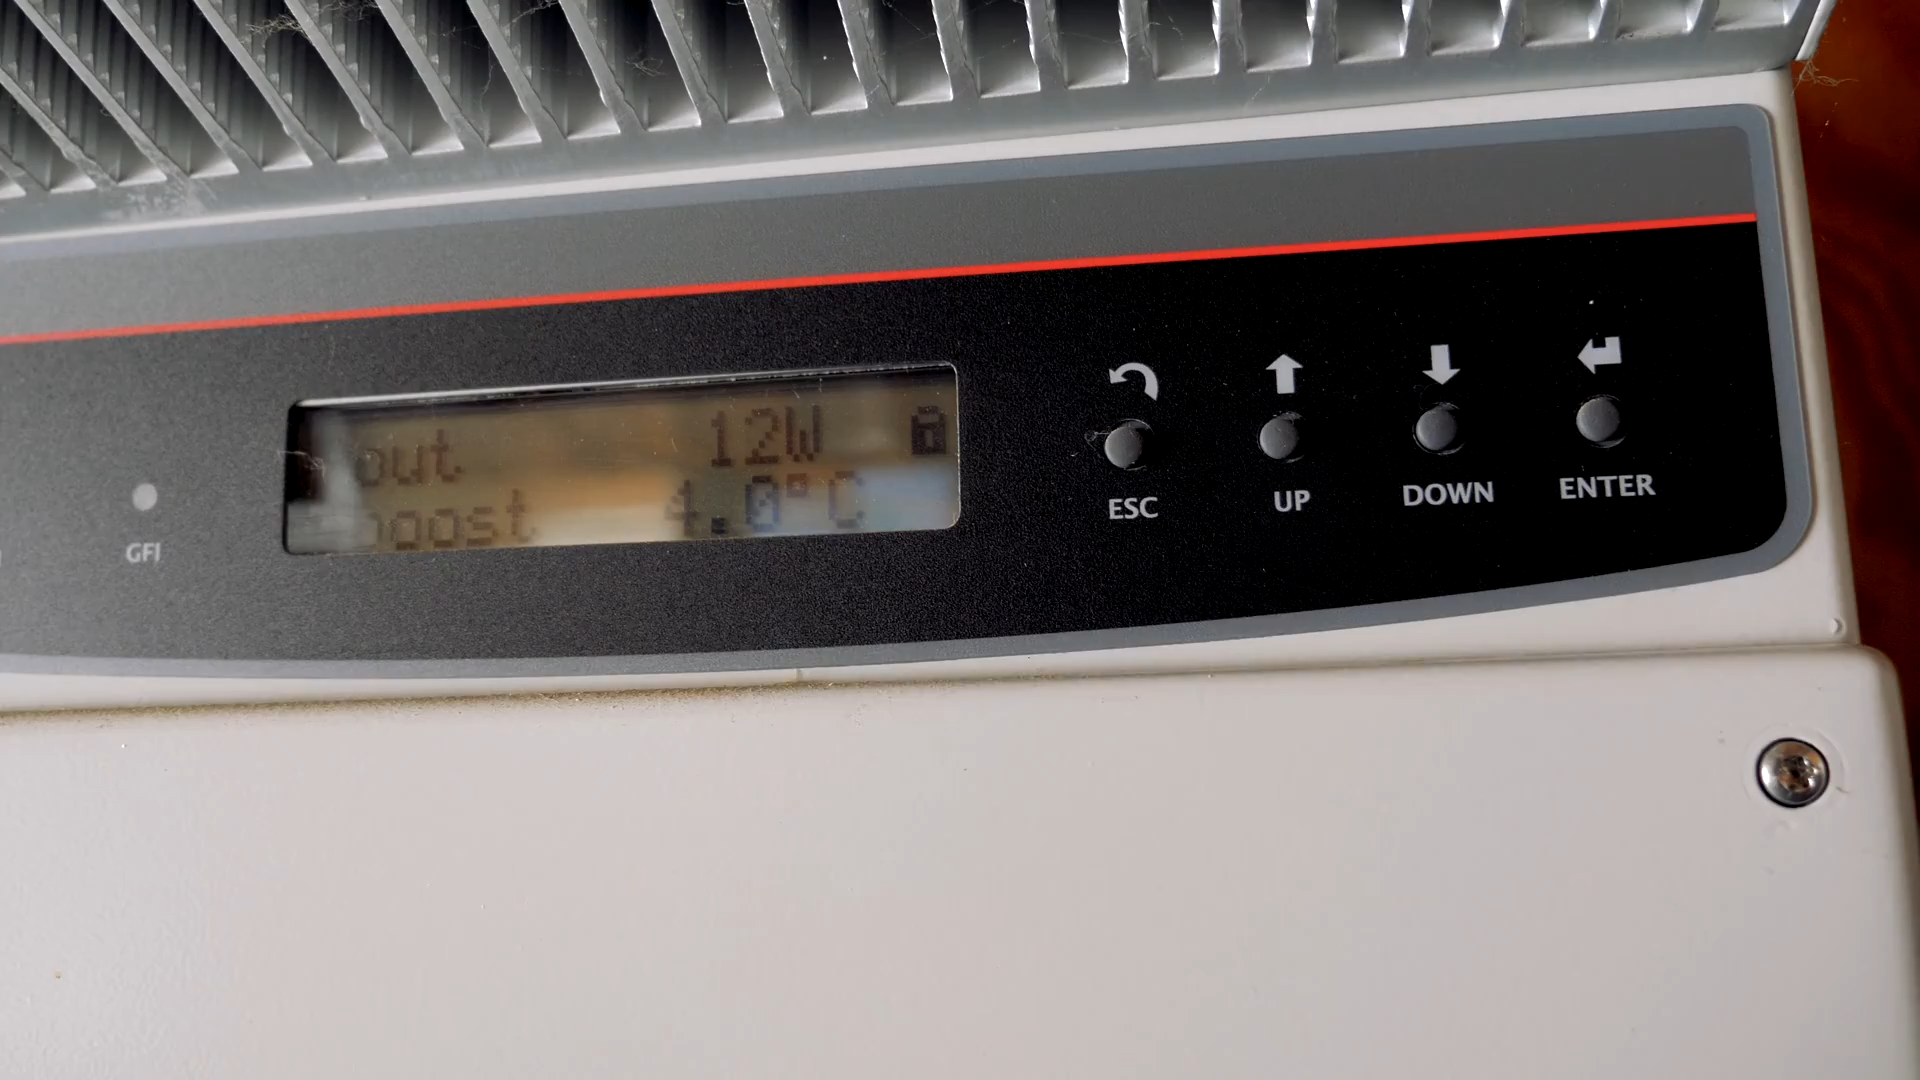 out 12W
boost 4.0°C
GFI
ESC
UP
DOWN
ENTER